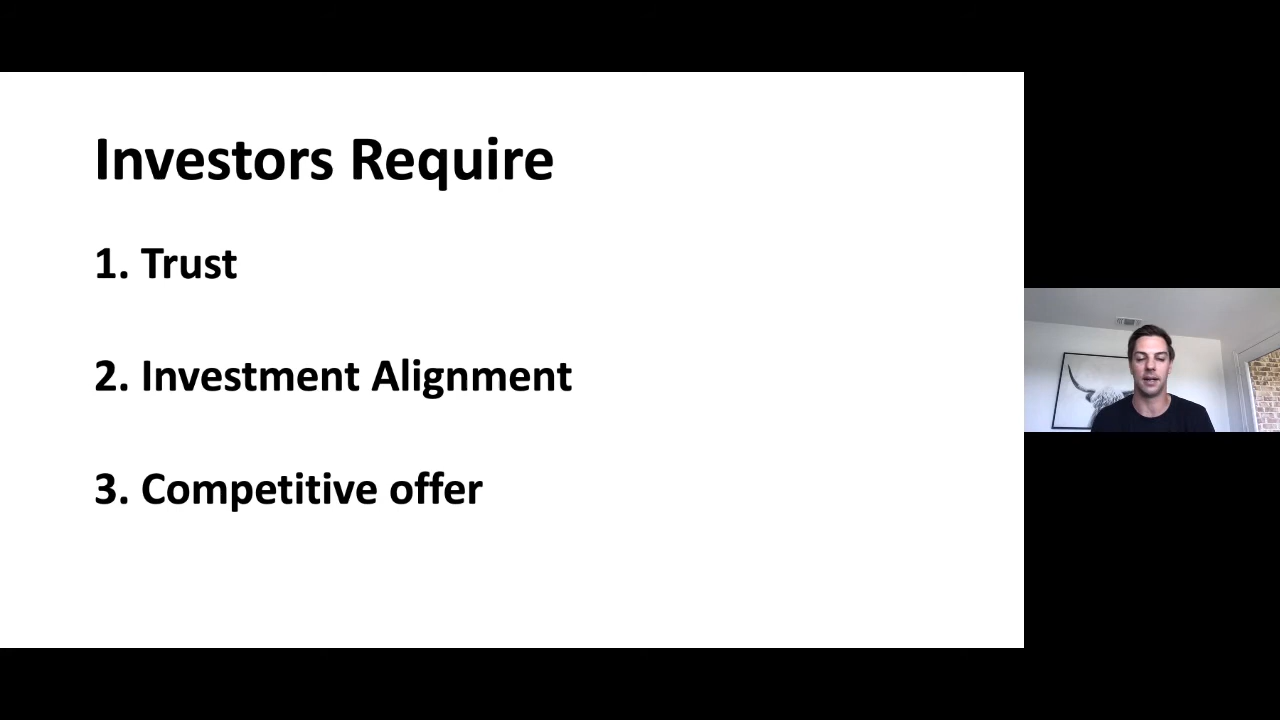 Investors Require
1. Trust
2. Investment Alignment
3. Competitive offer